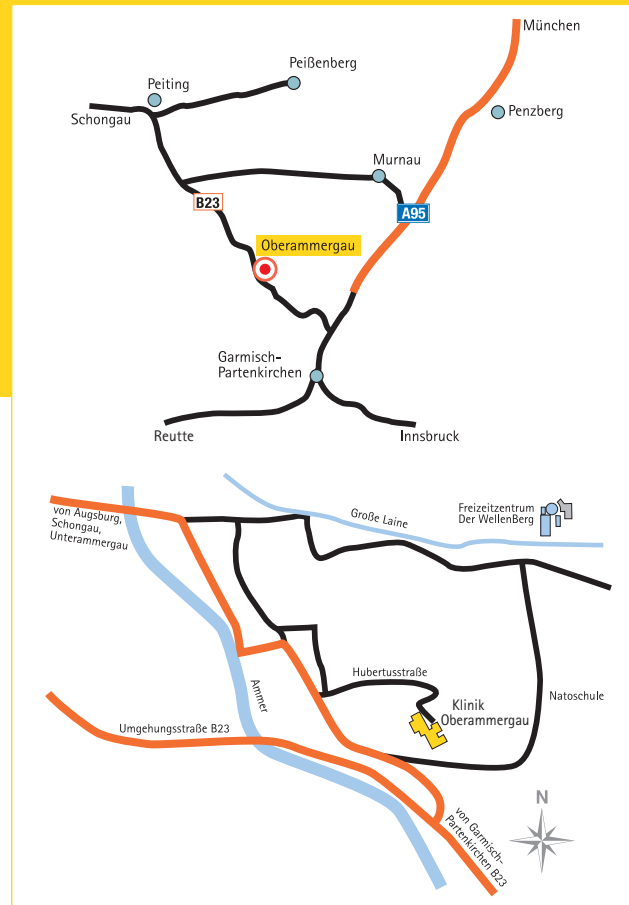 München
Peißenberg
Peiting
Schongau
Penzberg
Murnau
B23
A95
Oberammergau
Garmisch-
Partenkirchen
Reutte
Innsbruck
von Augsburg,
Schongau,
Unterammergau
Große Laine
Freizeitzentrum
Der WellenBerg
Hubertusstraße
Ammer
Klinik
Oberammergau
Natoschule
Umgehungsstraße B23
von Garmisch-
Partenkirchen B23
N